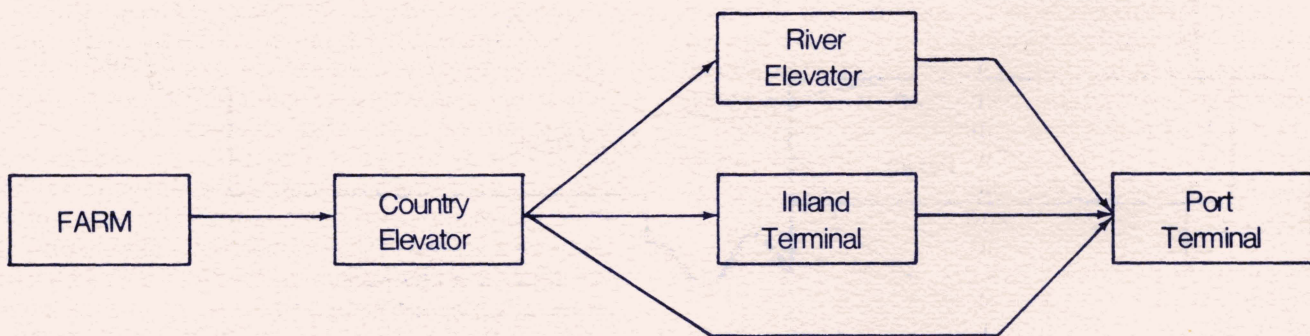 River
Elevator
FARM
Country
Elevator
Inland
Terminal
Port
Terminal